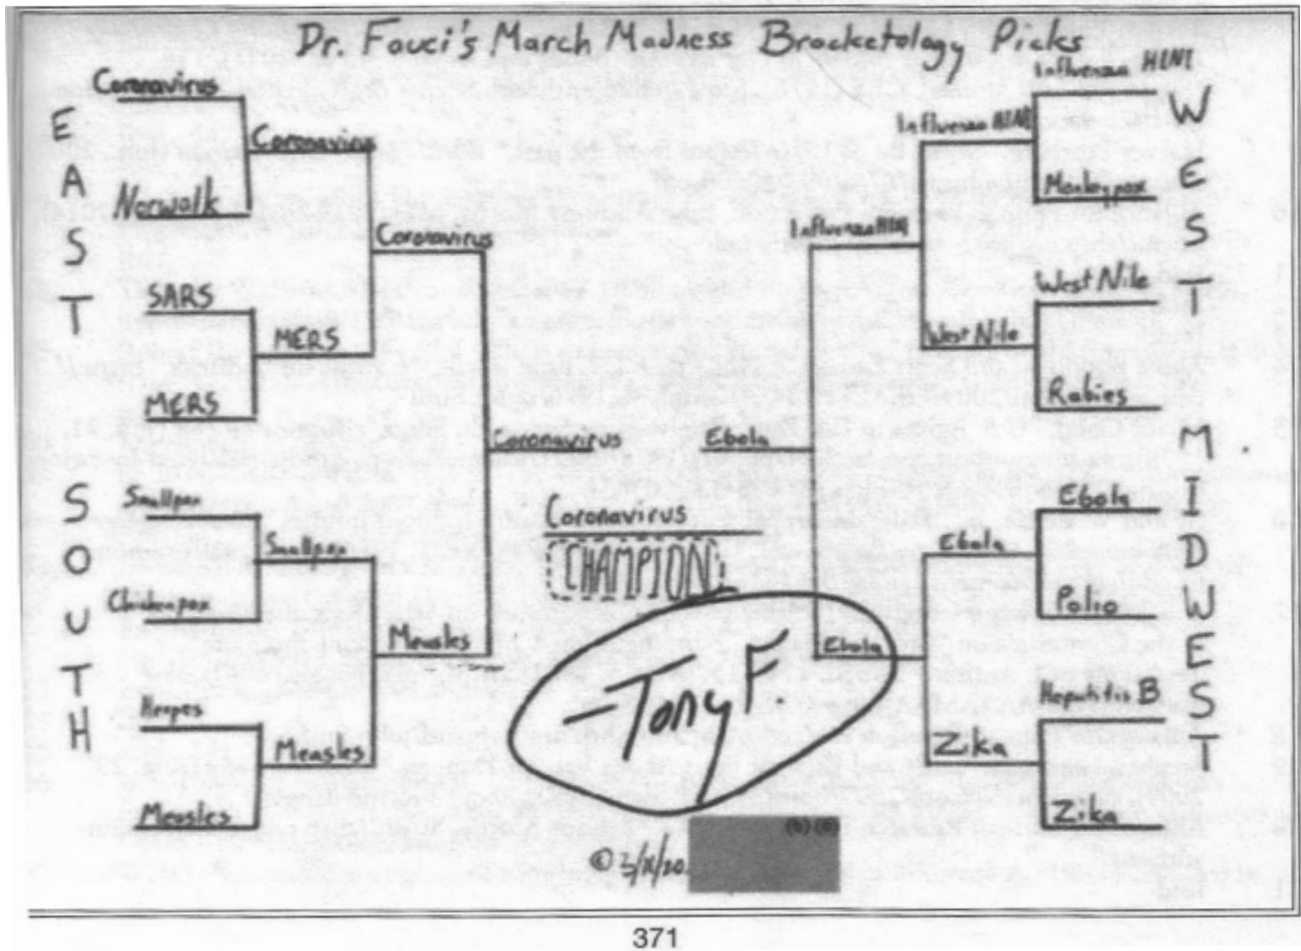 Dr. Fauci's March Madness Bracketology Picks
EAST
Coronavirus
Coronavirus
Norwalk
Coronavirus
SARS
MERS
MERS
SOUTH
Smallpox
Smallpox
Chickenpox
Measles
Herpes
Measles
Measles
Coronavirus
Ebola
Coronavirus
CHAMPION
-Tony F.
WEST
Influenza H1N1
Influenza H1N1
Monkeypox
Influenza H1N1
West Nile
West Nile
Rabies
MIDWEST
Ebola
Ebola
Polio
Ebola
Hepatitis B
Zika
Zika
(b)(6)
371